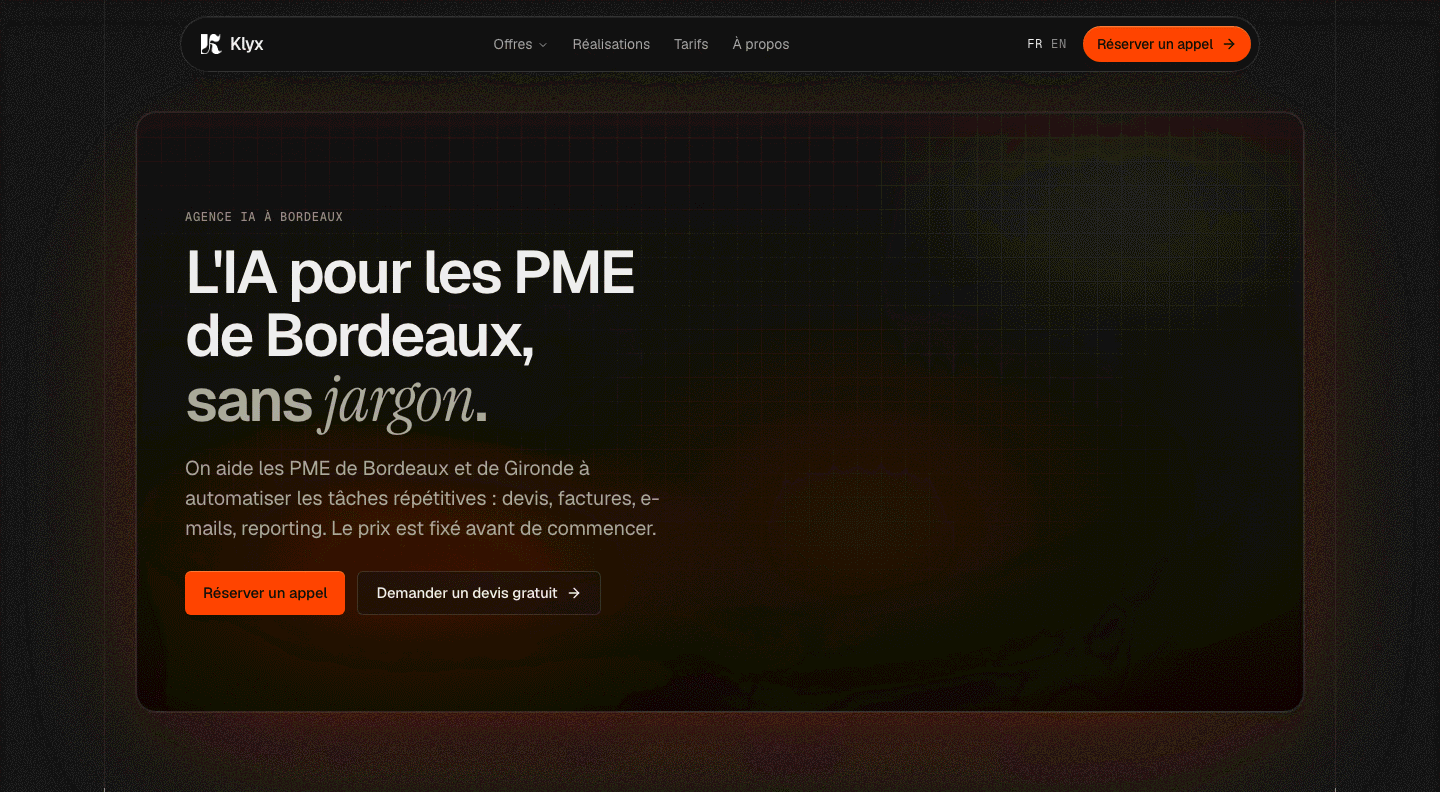 Klyx
Offres
Réalisations
Tarifs
À propos
FR EN
Réserver un appel
AGENCE IA À BORDEAUX
L'IA pour les PME
de Bordeaux,
sans jargon.
On aide les PME de Bordeaux et de Gironde à
automatiser les tâches répétitives : devis, factures, e-
mails, reporting. Le prix est fixé avant de commencer.
Réserver un appel
Demander un devis gratuit